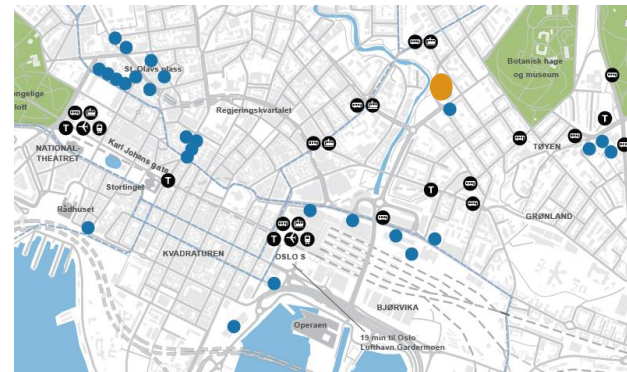 St. Olavs plass
Botanisk hage
og museum
ongelige
lott
Regjeringskvartalet
NATIONAL-
THEATRET
T
T
TØYEN
Karl Johans gate
T
T
Stortinget
Rådhuset
GRØNLAND
KVADRATUREN
T
OSLO S
BJØRVIKA
Operaen
19 min til Oslo
Lufthavn Gardermoen